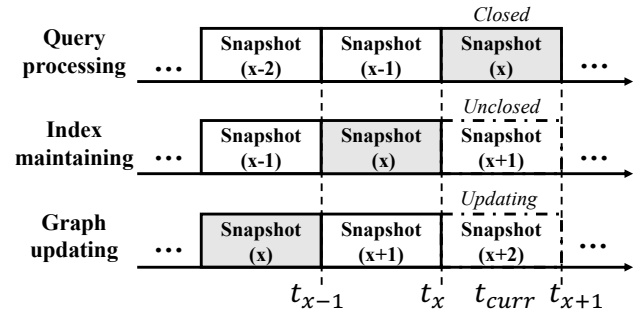 Closed
Query
processing
... Snapshot Snapshot Snapshot ...
(x-2) (x-1) (x)
Unclosed
Index
maintaining
... Snapshot Snapshot Snapshot
(x-1) (x) (x+1)
Updating
Graph
updating
... Snapshot Snapshot Snapshot ...
(x) (x+1) (x+2)
t_{x-1} t_x t_{curr} t_{x+1}